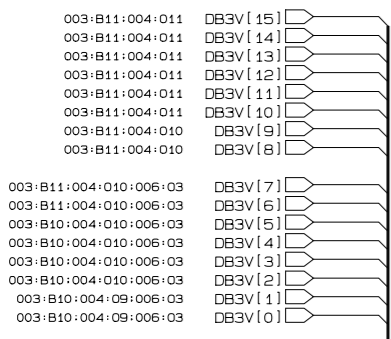 003:B11:004:011 DB3V[15]
003:B11:004:011 DB3V[14]
003:B11:004:011 DB3V[13]
003:B11:004:011 DB3V[12]
003:B11:004:011 DB3V[11]
003:B11:004:011 DB3V[10]
003:B11:004:010 DB3V[9]
003:B11:004:010 DB3V[8]
003:B11:004:010:006:03 DB3V[7]
003:B11:004:010:006:03 DB3V[6]
003:B10:004:010:006:03 DB3V[5]
003:B10:004:010:006:03 DB3V[4]
003:B10:004:010:006:03 DB3V[3]
003:B10:004:010:006:03 DB3V[2]
003:B10:004:09:006:03 DB3V[1]
003:B10:004:09:006:03 DB3V[0]